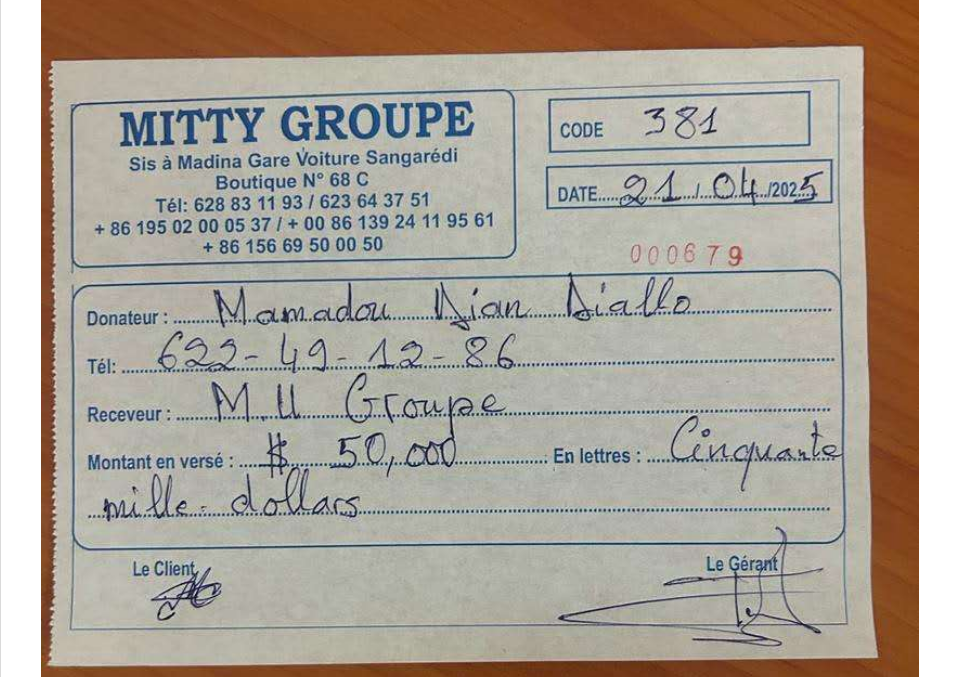 MITTY GROUPE
Sis à Madina Gare Voiture Sangarédi
Boutique N° 68 C
Tél: 628 83 11 93 / 623 64 37 51
+ 86 195 02 00 05 37 / + 00 86 139 24 11 95 61
+ 86 156 69 50 00 50
CODE 381
DATE 21/04/2025
000679
Donateur : Mamadou Dian Diallo
Tél: 622-49-12-86
Receveur : M.U Groupe
Montant en versé : $ 50,000 En lettres : Cinquante
mille - dollars
Le Client
Le Gérant